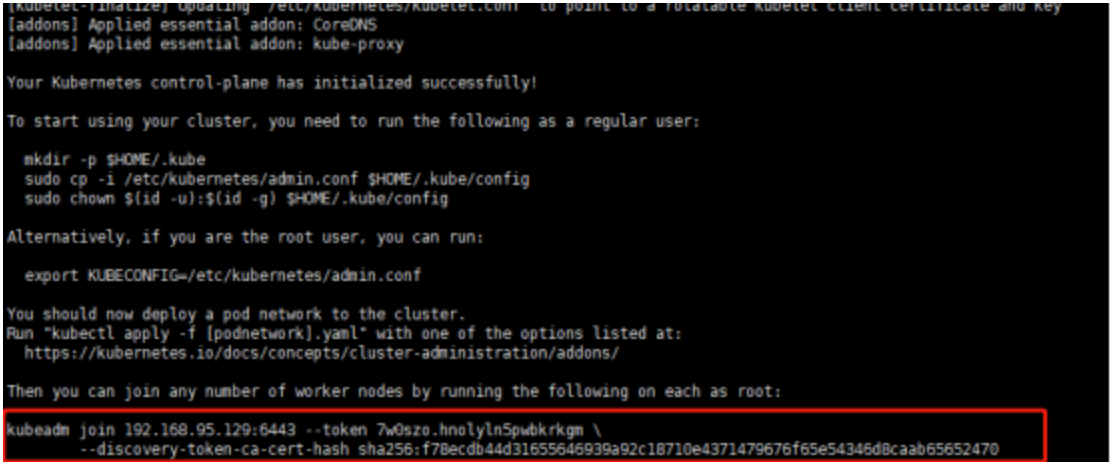 [kubelet-finalize] Updating "/etc/kubernetes/kubelet.conf" to point to a rotatable kubelet client certificate and key
[addons] Applied essential addon: CoreDNS
[addons] Applied essential addon: kube-proxy
Your Kubernetes control-plane has initialized successfully!
To start using your cluster, you need to run the following as a regular user:
mkdir -p $HOME/.kube
sudo cp -i /etc/kubernetes/admin.conf $HOME/.kube/config
sudo chown $(id -u):$(id -g) $HOME/.kube/config
Alternatively, if you are the root user, you can run:
export KUBECONFIG=/etc/kubernetes/admin.conf
You should now deploy a pod network to the cluster.
Run "kubectl apply -f [podnetwork].yaml" with one of the options listed at:
https://kubernetes.io/docs/concepts/cluster-administration/addons/
Then you can join any number of worker nodes by running the following on each as root:
kubeadm join 192.168.95.129:6443 --token 7w0szo.hnolyln5pwbkrkgm \
--discovery-token-ca-cert-hash sha256:f78ecdb44d31655646939a92c18710e4371479676f65e54346d8caab65652470